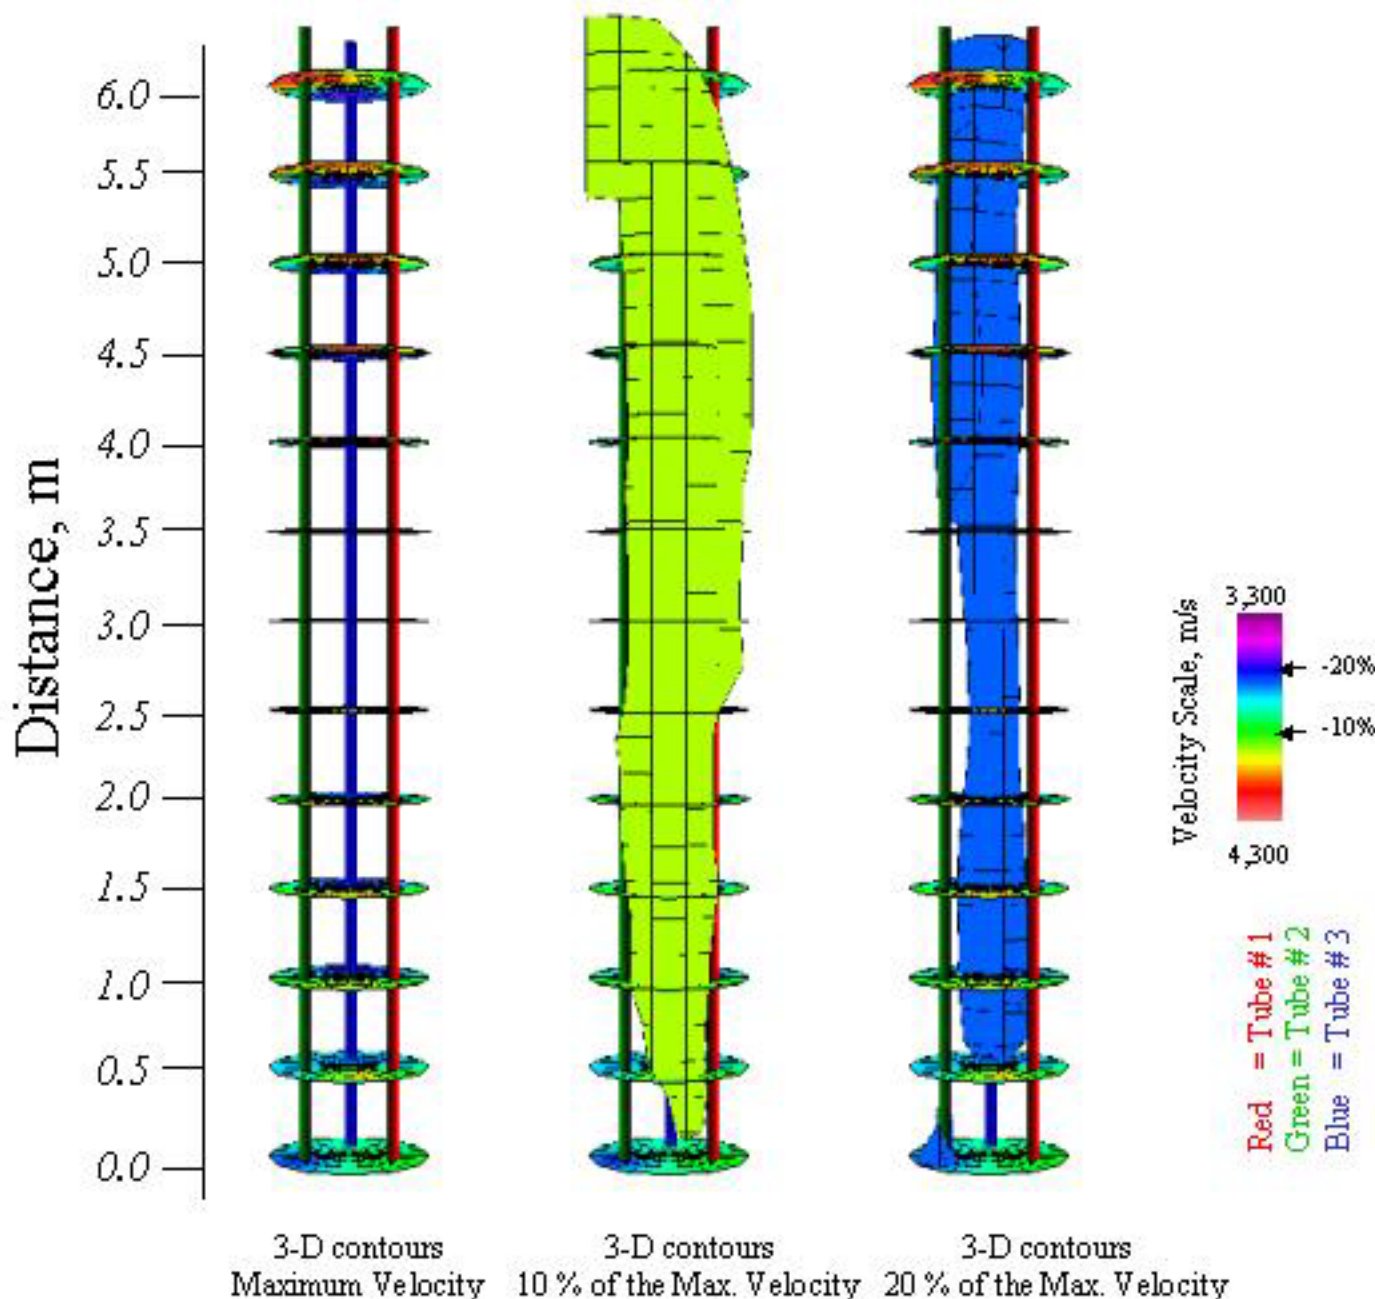 Distance, m
6.0
5.5
5.0
4.5
4.0
3.5
3.0
2.5
2.0
1.5
1.0
0.5
0.0
Velocity Scale, m/s
3,300
-20%
-10%
4,300
Red = Tube #1
Green = Tube #2
Blue = Tube #3
3-D contours
Maximum Velocity
3-D contours
10 % of the Max. Velocity
3-D contours
20 % of the Max. Velocity